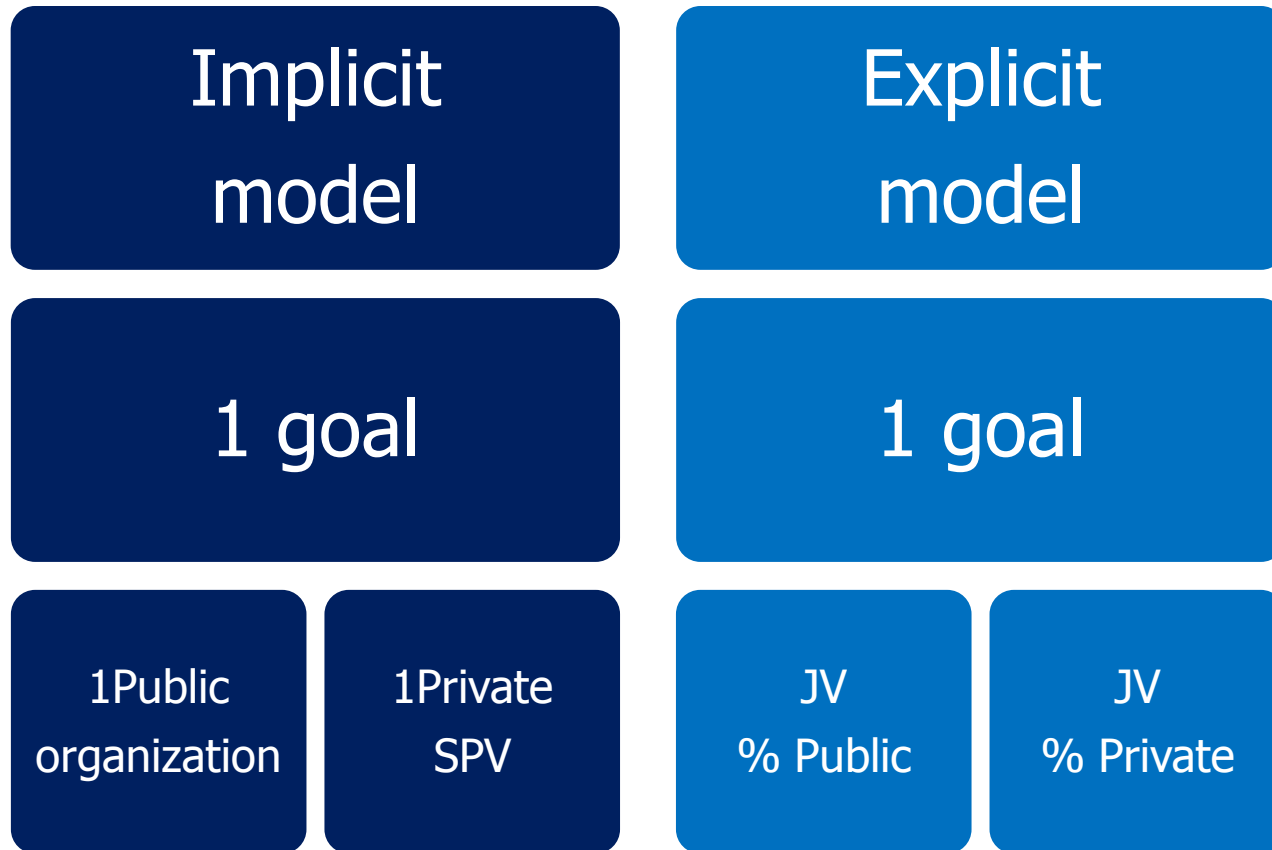 Implicit
model
1 goal
1Public
organization
1Private
SPV
Explicit
model
1 goal
JV
% Public
JV
% Private